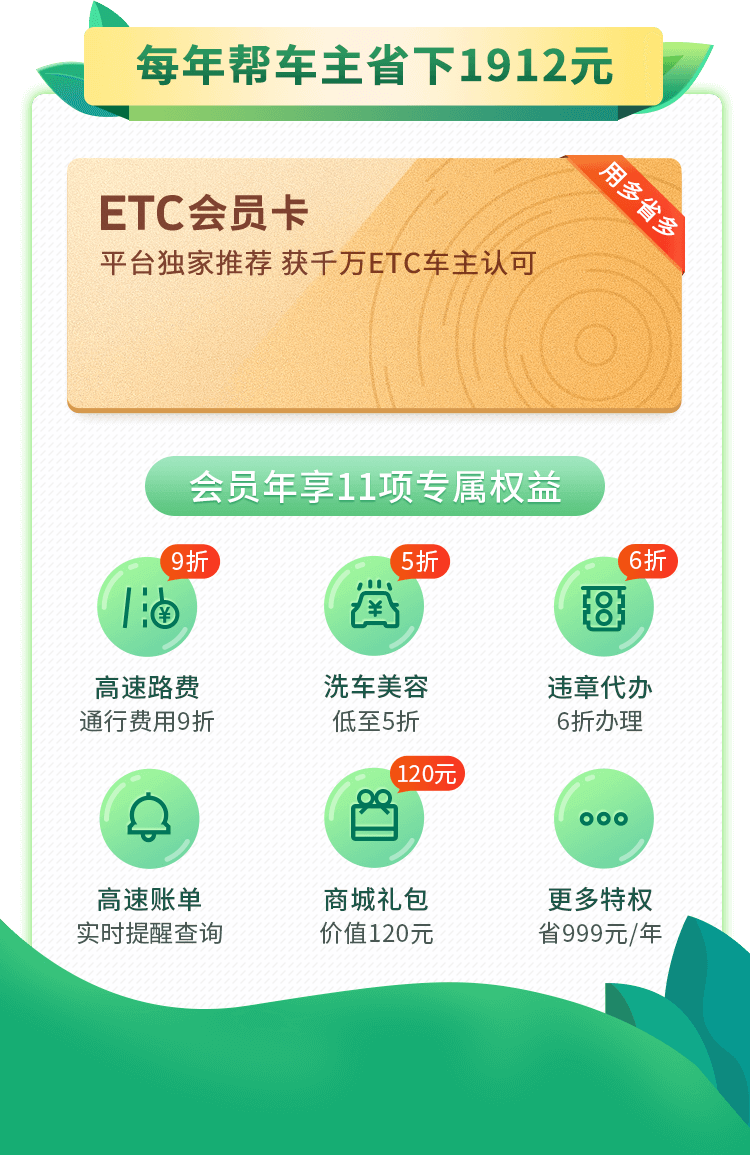 每年帮车主省下1912元
用多省多
ETC会员卡
平台独家推荐 获千万ETC车主认可
会员年享11项专属权益
9折
5折
6折
高速路费
洗车美容
违章代办
通行费用9折
低至5折
6折办理
120元
高速账单
商城礼包
更多特权
实时提醒查询
价值120元
省999元/年